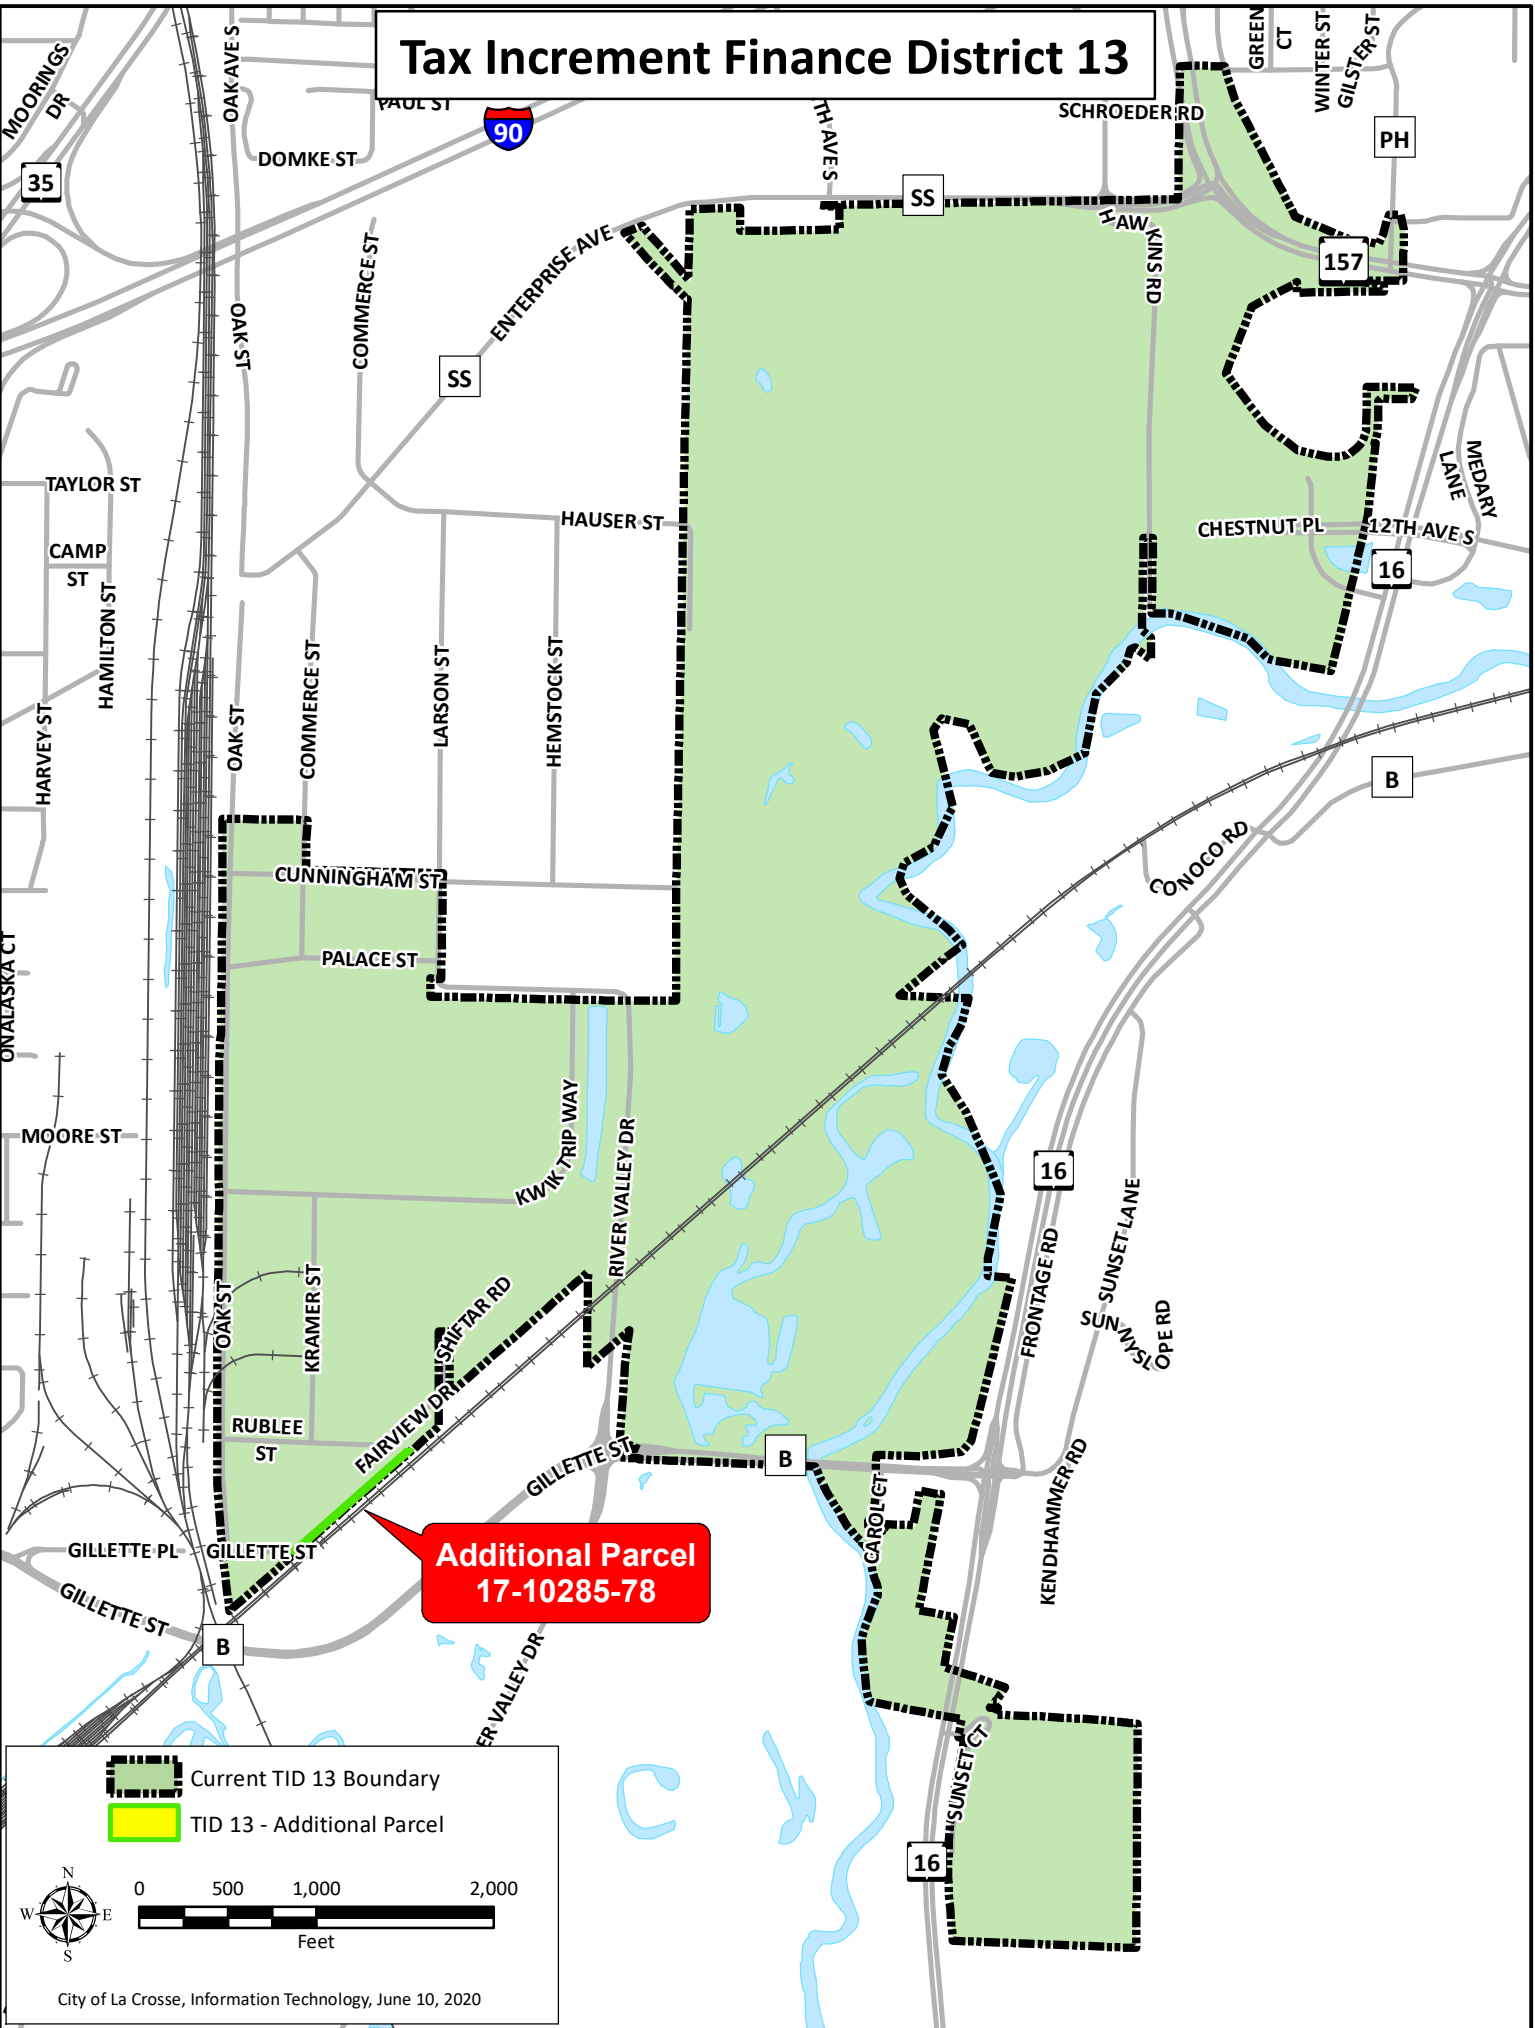 Tax Increment Finance District 13
MOORINGS
DR
OAK AVE S
PAUL ST
DOMKE ST
90
35
TH AVE S
SCHROEDER RD
GREEN
CT
WINTER ST
GILSTER ST
PH
SS
HAWKINS RD
157
ENTERPRISE AVE
COMMERCE ST
OAK ST
SS
TAYLOR ST
CAMP
ST
HAMILTON ST
HARVEY ST
HAUSER ST
MEDARY
LANE
CHESTNUT PL
12TH AVE S
16
OAK ST
COMMERCE ST
LARSON ST
HEMSTOCK ST
B
CONOCO RD
CUNNINGHAM ST
PALACE ST
ONALASKA CT
MOORE ST
KWIK TRIP WAY
RIVER VALLEY DR
16
FRONTAGE RD
SUNSET LANE
SUNNYSLOPE RD
OAK ST
KRAMER ST
SHIFTAR RD
RUBLEE
ST
FAIRVIEW DR
GILLETTE ST
B
CAROL CT
KENDHAMMER RD
GILLETTE PL
GILLETTE ST
GILLETTE ST
B
Additional Parcel
17-10285-78
ER VALLEY DR
SUNSET CT
16
Current TID 13 Boundary
TID 13 - Additional Parcel
N
W E
S
0 500 1,000 2,000
Feet
City of La Crosse, Information Technology, June 10, 2020